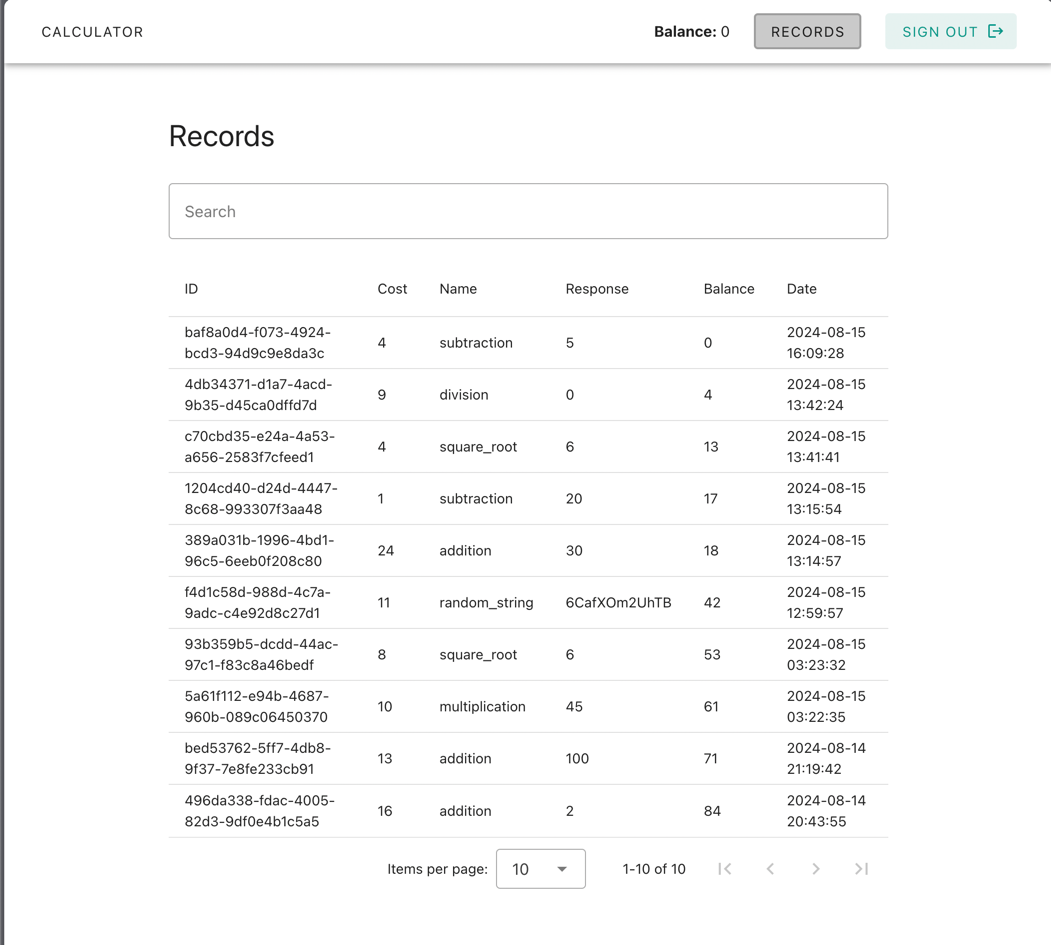 CALCULATOR
Balance: 0
RECORDS
SIGN OUT
Records
Search
ID Cost Name Response Balance Date
baf8a0d4-f073-4924-
bcd3-94d9c9e8da3c
4 subtraction 5 0
2024-08-15
16:09:28
4db34371-d1a7-4acd-
9b35-d45ca0dffd7d
9 division 0 4
2024-08-15
13:42:24
c70cbd35-e24a-4a53-
a656-2583f7cfeed1
4 square_root 6 13
2024-08-15
13:41:41
1204cd40-d24d-4447-
8c68-993307f3aa48
1 subtraction 20 17
2024-08-15
13:15:54
389a031b-1996-4bd1-
96c5-6eeb0f208c80
24 addition 30 18
2024-08-15
13:14:57
f4d1c58d-988d-4c7a-
9adc-c4e92d8c27d1
11 random_string 6CafXOm2UhTB 42
2024-08-15
12:59:57
93b359b5-dcdd-44ac-
97c1-f83c8a46bedf
8 square_root 6 53
2024-08-15
03:23:32
5a61f112-e94b-4687-
960b-089c06450370
10 multiplication 45 61
2024-08-15
03:22:35
bed53762-5ff7-4db8-
9f37-7e8fe233cb91
13 addition 100 71
2024-08-14
21:19:42
496da338-fdac-4005-
82d3-9df0e4b1c5a5
16 addition 2 84
2024-08-14
20:43:55
Items per page: 10 1-10 of 10